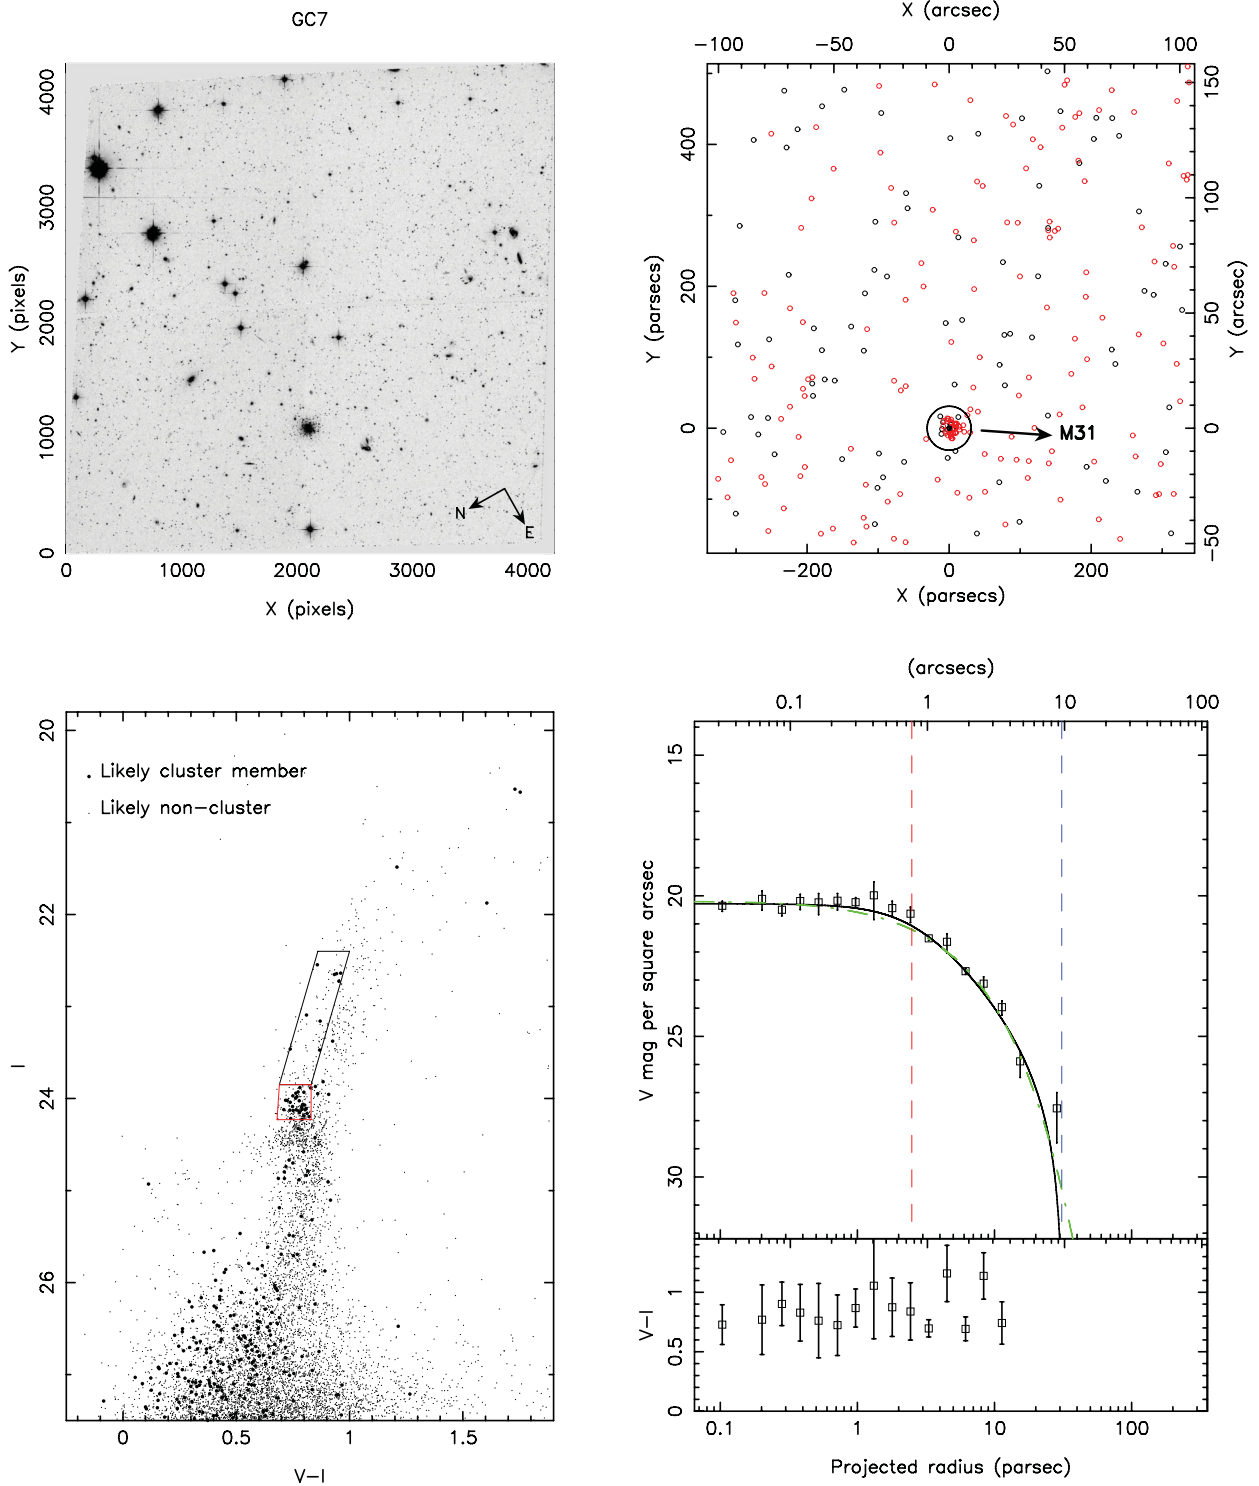 GC7
4000
3000
2000
1000
0
Y (pixels)
N
E
0 1000 2000 3000 4000
X (pixels)
X (arcsec)
−100 −50 0 50 100
400
200
0
Y (parsecs)
150
100
50
0
−50
Y (arcsec)
M31
−200 0 200
X (parsecs)
20
22
24
26
I
Likely cluster member
Likely non−cluster
0 0.5 1 1.5
V−I
(arcsecs)
0.1 1 10 100
15
20
25
30
V mag per square arcsec
1
0.5
0
V−I
0.1 1 10 100
Projected radius (parsec)